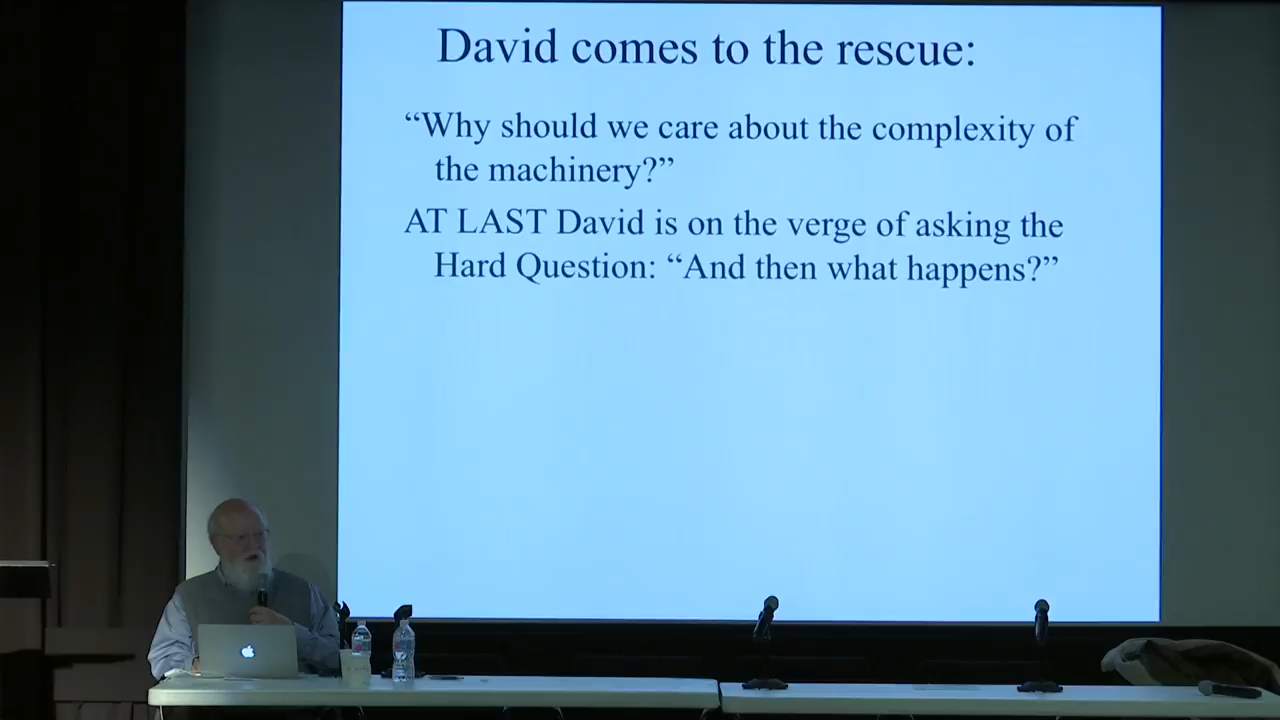 David comes to the rescue:
“Why should we care about the complexity of
the machinery?”
AT LAST David is on the verge of asking the
Hard Question: “And then what happens?”